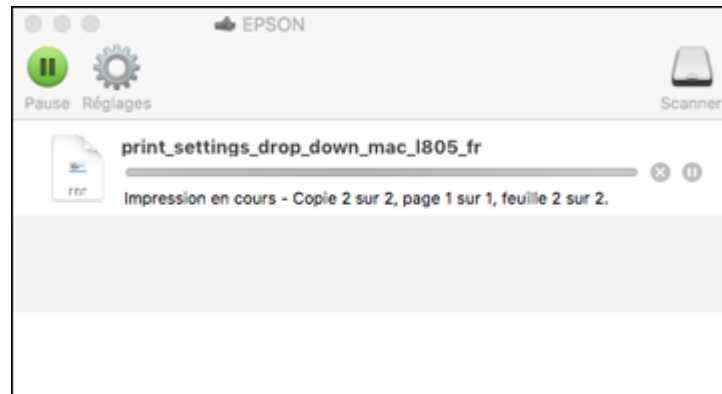 EPSON
Pause Réglages Scanner
print_settings_drop_down_mac_l805_fr
Impression en cours - Copie 2 sur 2, page 1 sur 1, feuille 2 sur 2.